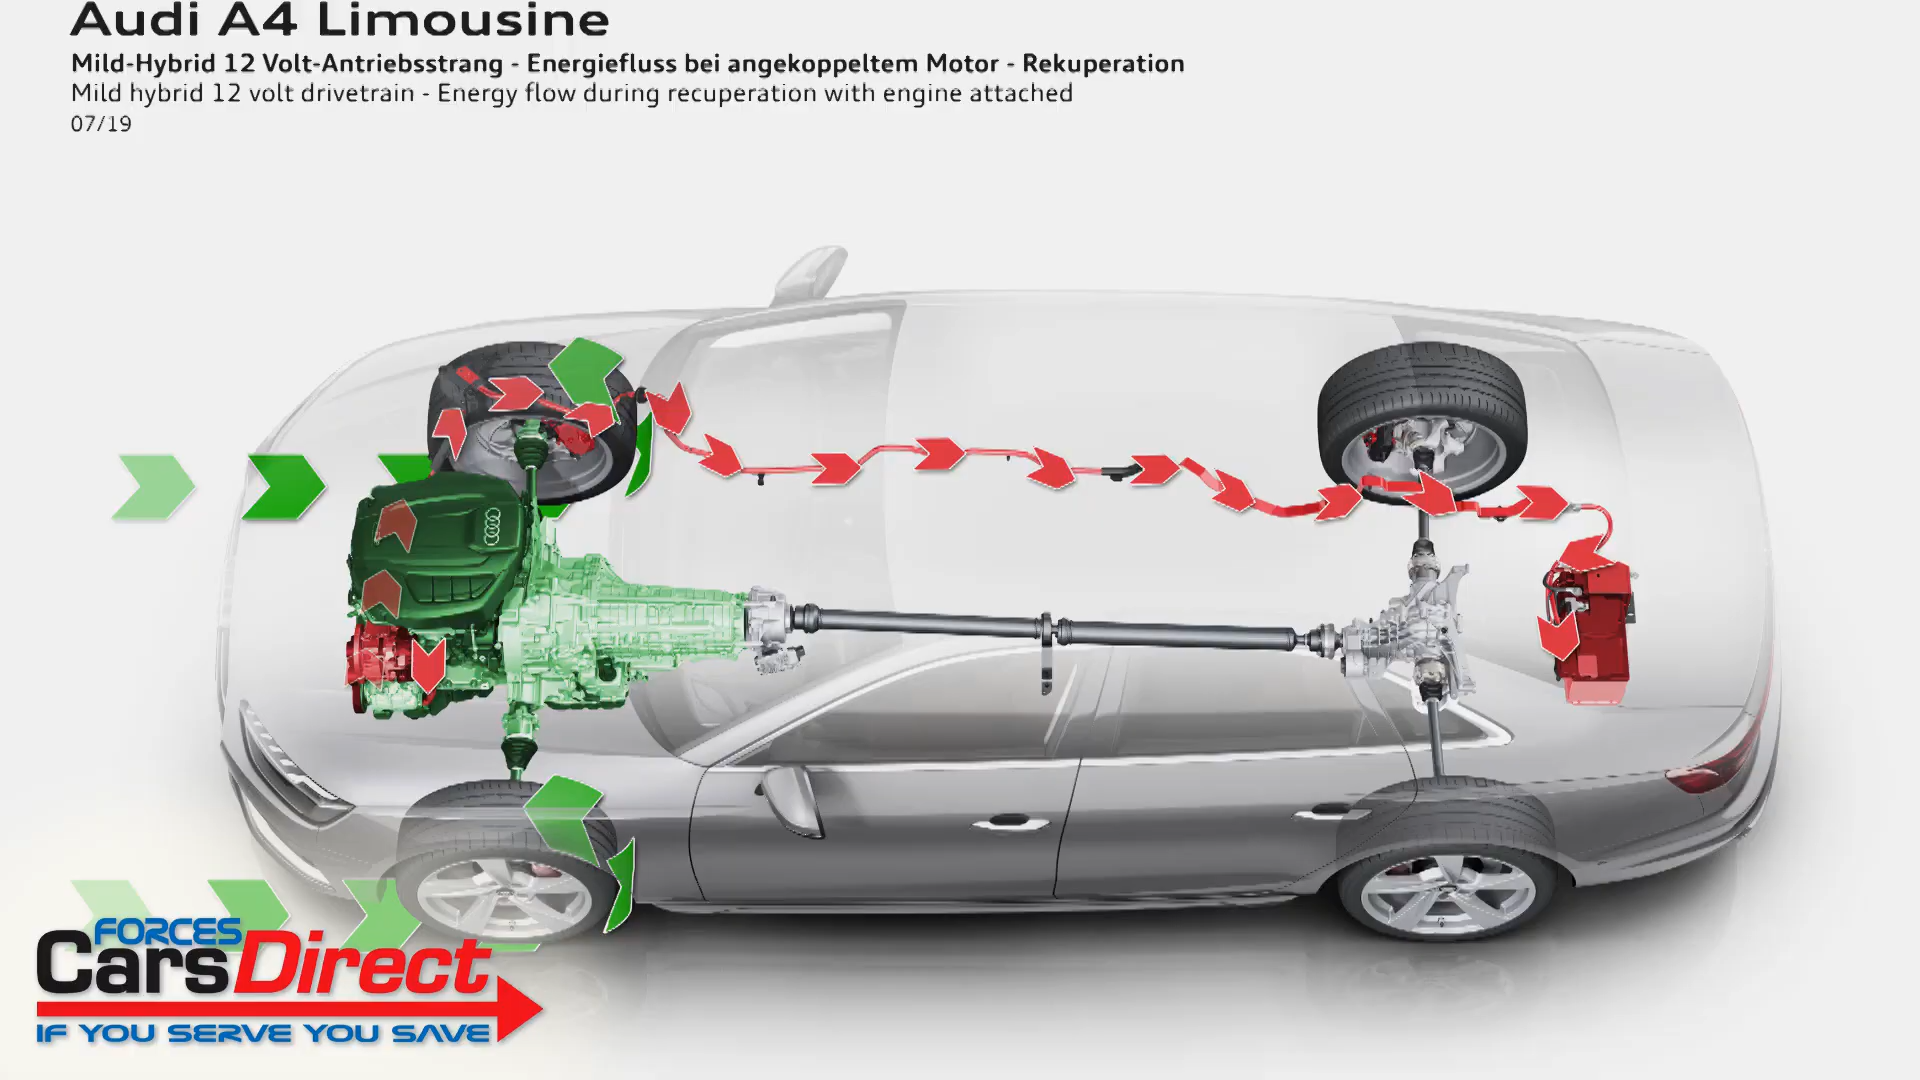 Audi A4 Limousine
Mild-Hybrid 12 Volt-Antriebsstrang - Energiefluss bei angekoppeltem Motor - Rekuperation
Mild hybrid 12 volt drivetrain - Energy flow during recuperation with engine attached
07/19
FORCES
CarsDirect
IF YOU SERVE YOU SAVE